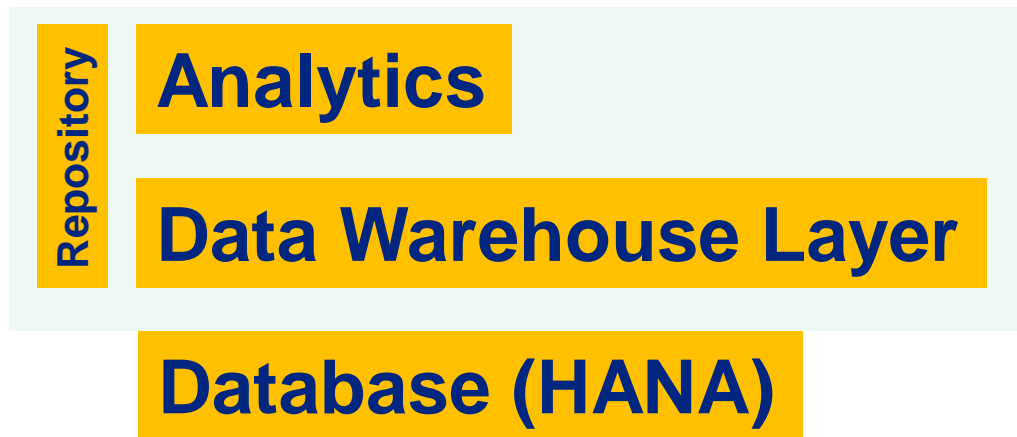 Repository
Analytics
Data Warehouse Layer
Database (HANA)